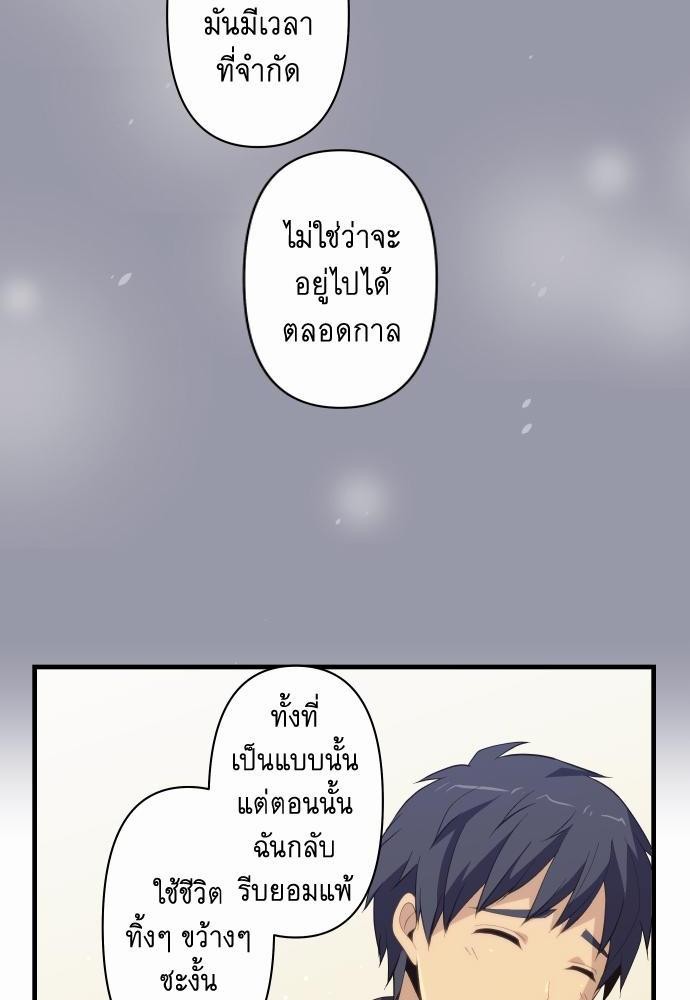 มันมีเวลา
ที่จำกัด
ไม่ใช่ว่าจะ
อยู่ไปได้
ตลอดกาล
ทั้งที่
เป็นแบบนั้น
แต่ตอนนั้น
ฉันกลับ
รีบยอมแพ้
ใช้ชีวิต
ทิ้งๆ ขว้างๆ
ซะงั้น